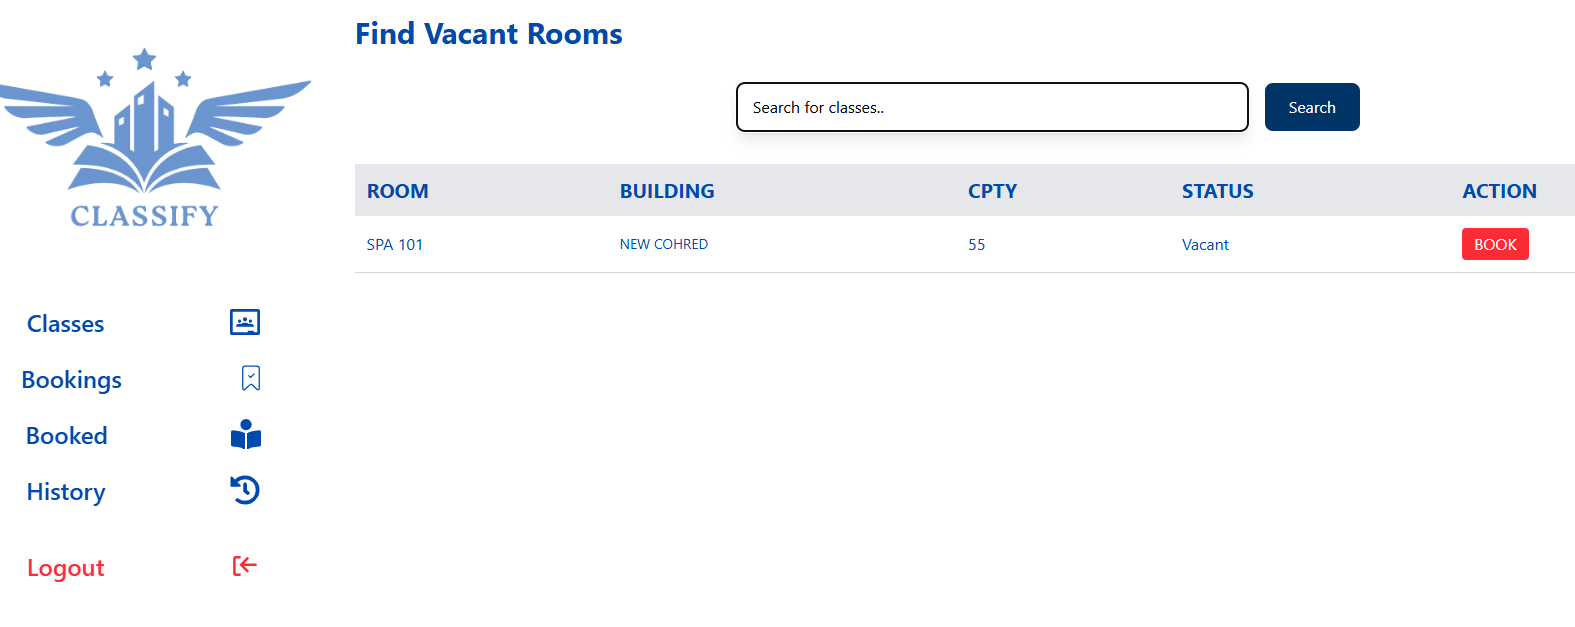 Find Vacant Rooms
Search for classes..
Search
CLASSIFY
ROOM BUILDING CPTY STATUS ACTION
SPA 101 NEW COHRED 55 Vacant BOOK
Classes
Bookings
Booked
History
Logout